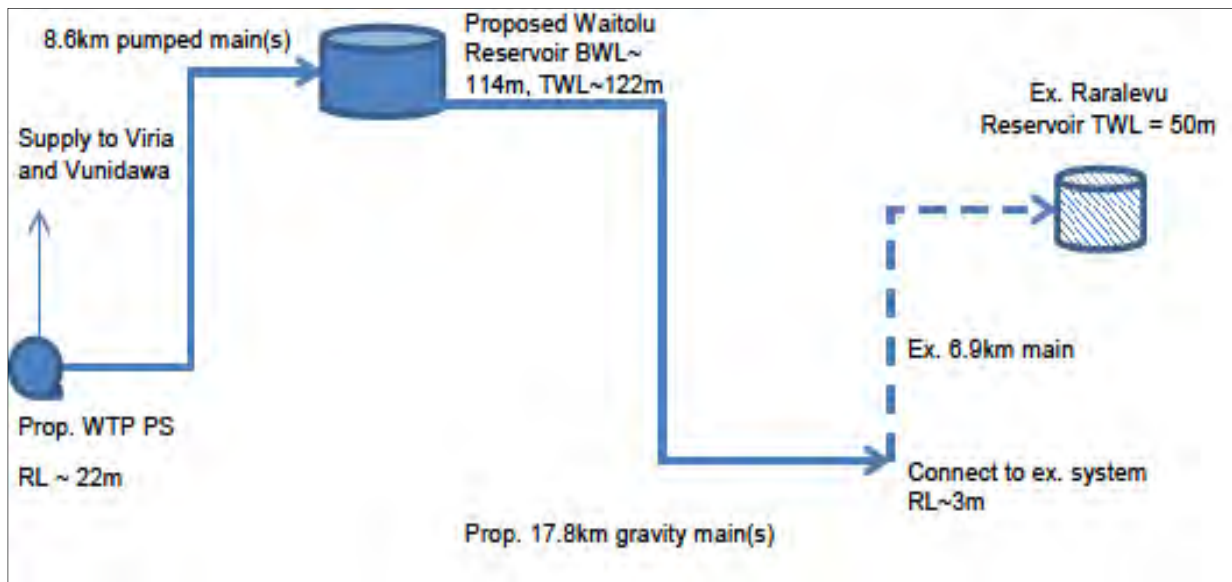 8.6km pumped main(s)
Proposed Waitolu
Reservoir BWL~
114m, TWL~122m
Ex. Raralevu
Reservoir TWL = 50m
Supply to Viria
and Vunidawa
Ex. 6.9km main
Prop. WTP PS
RL ~ 22m
Connect to ex. system
RL~3m
Prop. 17.8km gravity main(s)